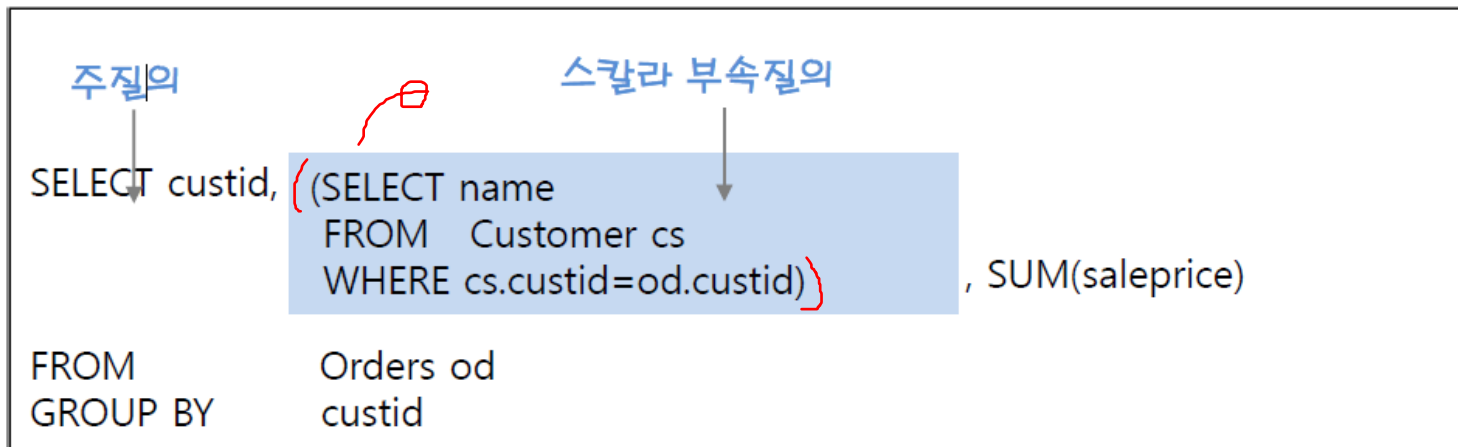 주질의 스칼라 부속질의
SELECT custid, (SELECT name
FROM Customer cs
WHERE cs.custid=od.custid) , SUM(saleprice)
FROM Orders od
GROUP BY custid